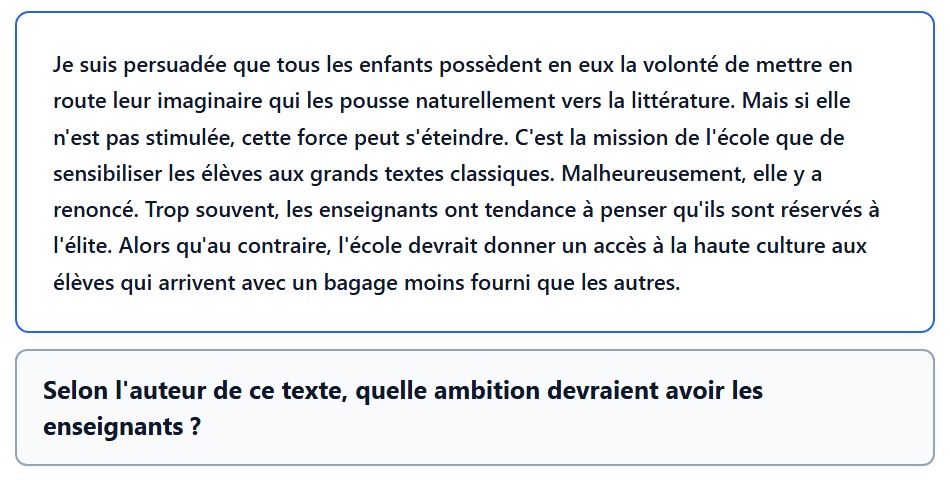 Je suis persuadée que tous les enfants possèdent en eux la volonté de mettre en
route leur imaginaire qui les pousse naturellement vers la littérature. Mais si elle
n'est pas stimulée, cette force peut s'éteindre. C'est la mission de l'école que de
sensibiliser les élèves aux grands textes classiques. Malheureusement, elle y a
renoncé. Trop souvent, les enseignants ont tendance à penser qu'ils sont réservés à
l'élite. Alors qu'au contraire, l'école devrait donner un accès à la haute culture aux
élèves qui arrivent avec un bagage moins fourni que les autres.
Selon l'auteur de ce texte, quelle ambition devraient avoir les
enseignants ?